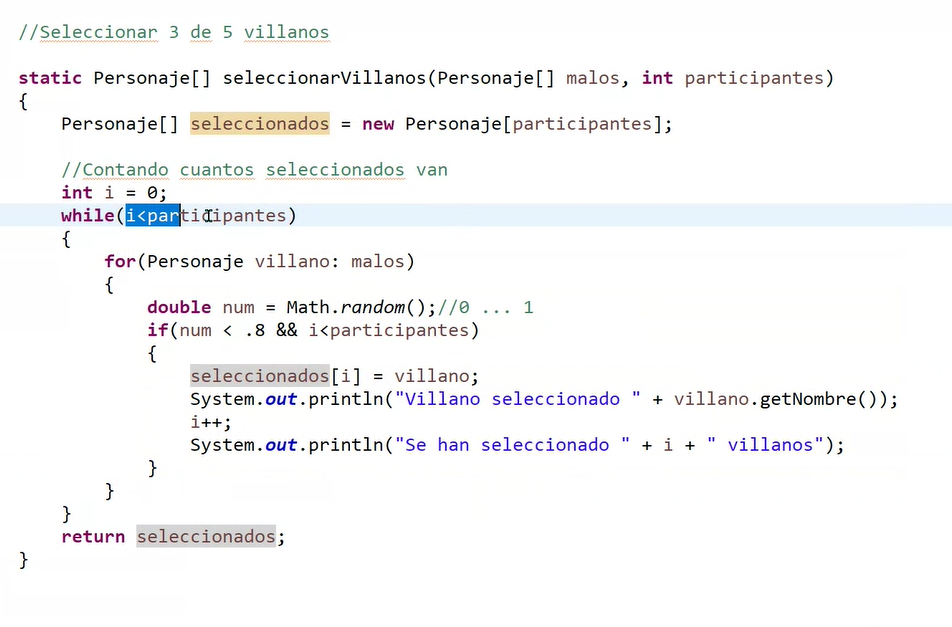 //Seleccionar 3 de 5 villanos
static Personaje[] seleccionarVillanos(Personaje[] malos, int participantes)
{
Personaje[] seleccionados = new Personaje[participantes];
//Contando cuantos seleccionados van
int i = 0;
while(i<participantes)
{
for(Personaje villano: malos)
{
double num = Math.random();//0 ... 1
if(num < .8 && i<participantes)
{
seleccionados[i] = villano;
System.out.println("Villano seleccionado " + villano.getNombre());
i++;
System.out.println("Se han seleccionado " + i + " villanos");
}
}
}
return seleccionados;
}